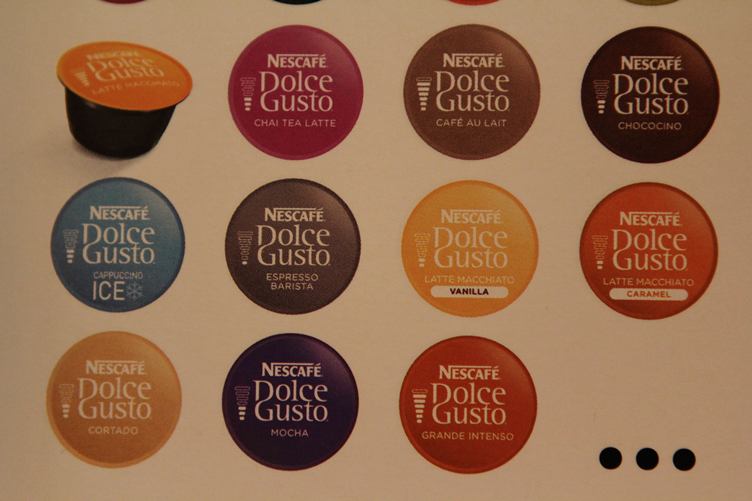 NESCAFÉ
DOLCE
GUSTO
LATTE MACCHIATO
NESCAFÉ
DOLCE
GUSTO
CHAI TEA LATTE
NESCAFÉ
DOLCE
GUSTO
CAFÉ AU LAIT
NESCAFÉ
DOLCE
GUSTO
CHOCOCINO
NESCAFÉ
DOLCE
GUSTO
CAPPUCCINO
ICE
NESCAFÉ
DOLCE
GUSTO
ESPRESSO
BARISTA
NESCAFÉ
DOLCE
GUSTO
LATTE MACCHIATO
VANILLA
NESCAFÉ
DOLCE
GUSTO
LATTE MACCHIATO
CARAMEL
NESCAFÉ
DOLCE
GUSTO
CORTADO
NESCAFÉ
DOLCE
GUSTO
MOCHA
NESCAFÉ
DOLCE
GUSTO
GRANDE INTENSO